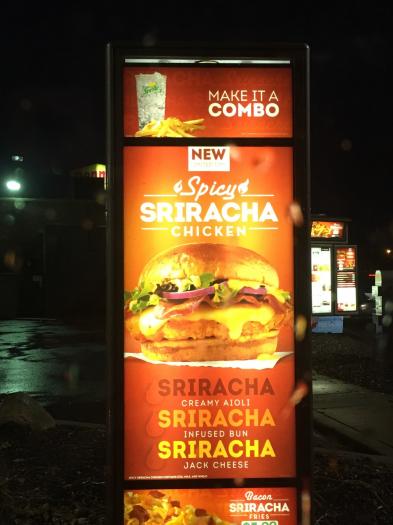 MAKE IT A
COMBO
NEW
Spicy
SRIRACHA
CHICKEN
SRIRACHA
CREAMY AIOLI
SRIRACHA
INFUSED BUN
SRIRACHA
JACK CHEESE
Bacon
SRIRACHA
FRIES